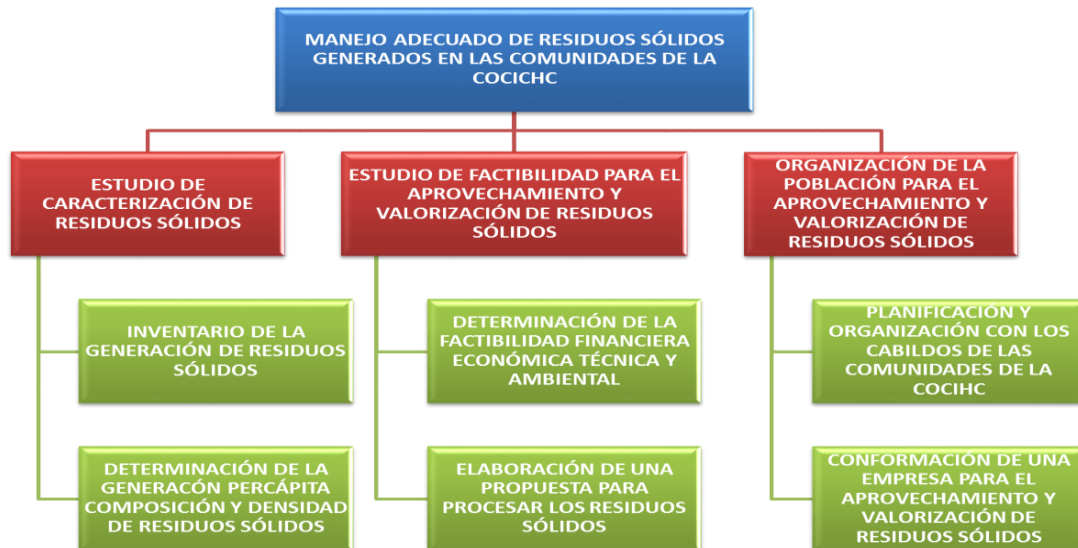 MANEJO ADECUADO DE RESIDUOS SÓLIDOS
GENERADOS EN LAS COMUNIDADES DE LA
COCICHC
ESTUDIO DE
CARACTERIZACIÓN DE
RESIDUOS SÓLIDOS
ESTUDIO DE FACTIBILIDAD PARA EL
APROVECHAMIENTO Y
VALORIZACIÓN DE RESIDUOS
SÓLIDOS
ORGANIZACIÓN DE LA
POBLACIÓN PARA EL
APROVECHAMIENTO Y
VALORIZACIÓN DE
RESIDUOS SÓLIDOS
INVENTARIO DE LA
GENERACIÓN DE RESIDUOS
SÓLIDOS
DETERMINACIÓN DE LA
FACTIBILIDAD FINANCIERA
ECONÓMICA TÉCNICA Y
AMBIENTAL
PLANIFICACIÓN Y
ORGANIZACIÓN CON LOS
CABILDOS DE LAS
COMUNIDADES DE LA
COCIHC
DETERMINACIÓN DE LA
GENERACÓN PERCÁPITA
COMPOSICIÓN Y DENSIDAD
DE RESIDUOS SÓLIDOS
ELABORACIÓN DE UNA
PROPUESTA PARA
PROCESAR LOS RESIDUOS
SÓLIDOS
CONFORMACIÓN DE UNA
EMPRESA PARA EL
APROVECHAMIENTO Y
VALORIZACIÓN DE
RESIDUOS SÓLIDOS